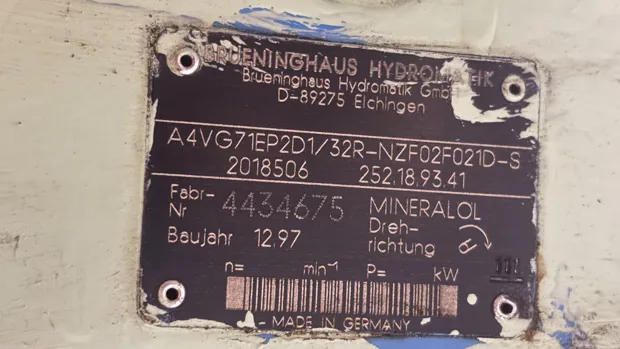 BRUENINGHAUS HYDROMATIK
Brueninghaus Hydromatik GmbH
D-89275 Elchingen
A4VG71EP2D1/32R-NZF02F021D-S
2018506 252.18.93.41
Fabr-Nr 4434675 MINERALÖL
Baujahr 12.97 Dreh-richtung
n= min⁻¹ P= kW
MADE IN GERMANY